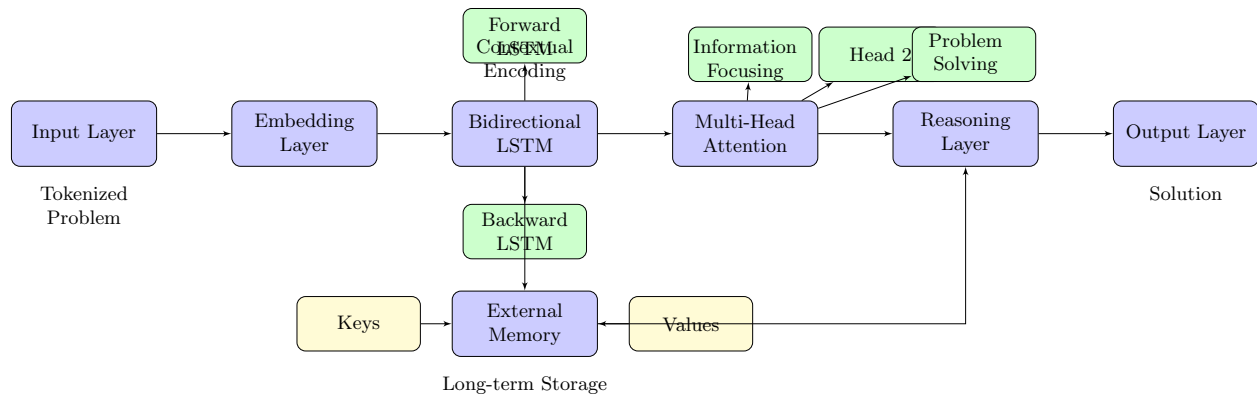 Forward
LSTM
Contextual
Encoding
Information
Focusing
Head 2
Problem
Solving
Input Layer
Embedding
Layer
Bidirectional
LSTM
Multi-Head
Attention
Reasoning
Layer
Output Layer
Tokenized
Problem
Solution
Backward
LSTM
Keys
External
Memory
Values
Long-term Storage